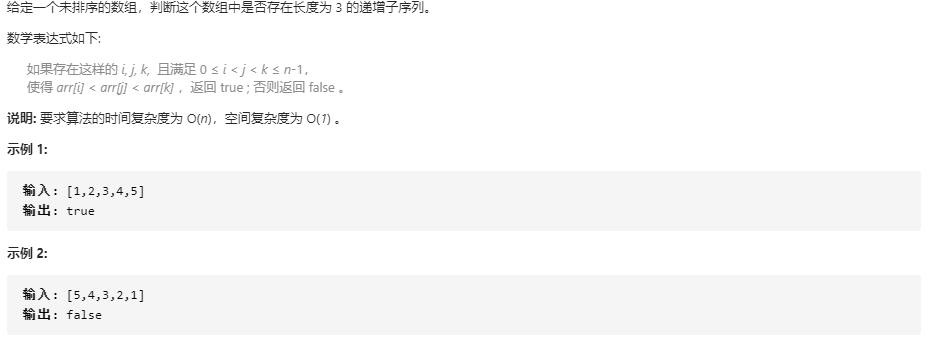 给定一个未排序的数组，判断这个数组中是否存在长度为 3 的递增子序列。
数学表达式如下:
如果存在这样的 i, j, k, 且满足 0 ≤ i < j < k ≤ n-1，
使得 arr[i] < arr[j] < arr[k] ，返回 true ; 否则返回 false 。
说明: 要求算法的时间复杂度为 O(n)，空间复杂度为 O(1) 。
示例 1:
输入: [1,2,3,4,5]
输出: true
示例 2:
输入: [5,4,3,2,1]
输出: false